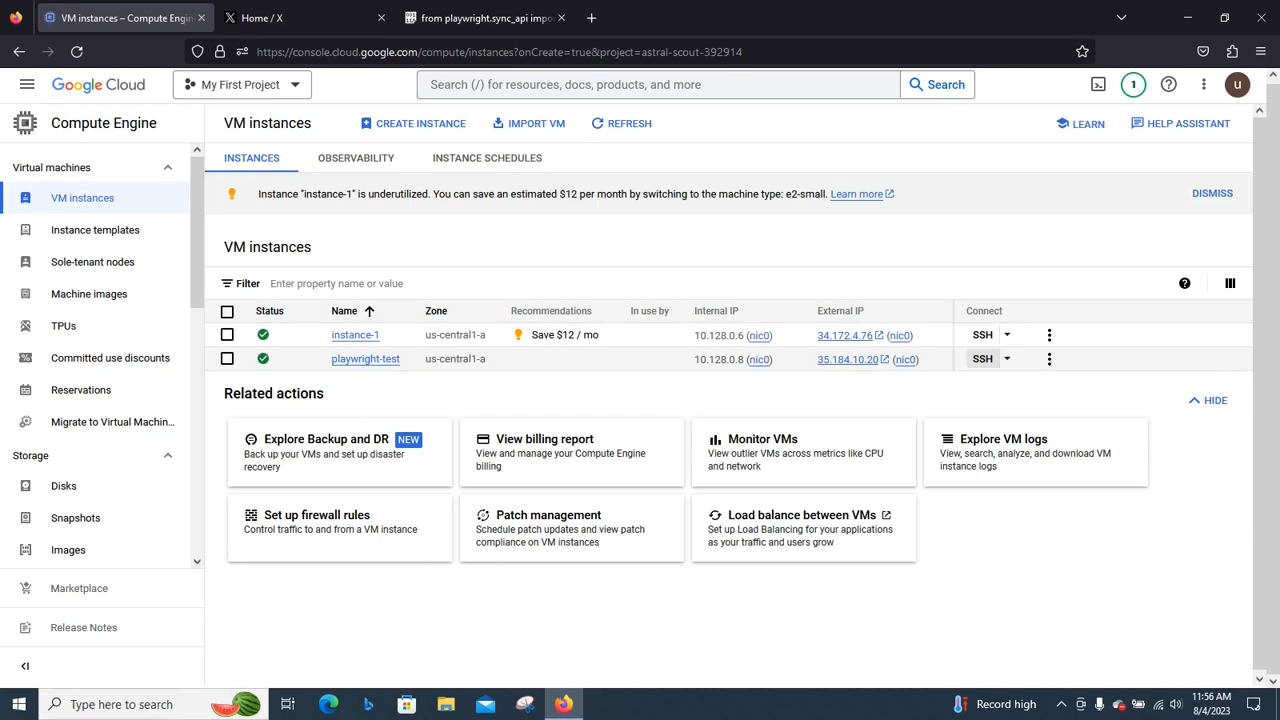 VM instances – Compute Engin
Home / X
from playwright.sync_api impo
https://console.cloud.google.com/compute/instances?onCreate=true&project=astral-scout-392914
Google Cloud
My First Project
Search (/) for resources, docs, products, and more
Search
1
u
Compute Engine
VM instances
CREATE INSTANCE
IMPORT VM
REFRESH
LEARN
HELP ASSISTANT
Virtual machines
VM instances
Instance templates
Sole-tenant nodes
Machine images
TPUs
Committed use discounts
Reservations
Migrate to Virtual Machin...
Storage
Disks
Snapshots
Images
Marketplace
Release Notes
INSTANCES
OBSERVABILITY
INSTANCE SCHEDULES
Instance "instance-1" is underutilized. You can save an estimated $12 per month by switching to the machine type: e2-small. Learn more
DISMISS
VM instances
Filter Enter property name or value
Status Name Zone Recommendations In use by Internal IP External IP Connect
instance-1 us-central1-a Save $12 / mo 10.128.0.6 (nic0) 34.172.4.76 (nic0) SSH
playwright-test us-central1-a 10.128.0.8 (nic0) 35.184.10.20 (nic0) SSH
Related actions
HIDE
Explore Backup and DR NEW
Back up your VMs and set up disaster
recovery
View billing report
View and manage your Compute Engine
billing
Monitor VMs
View outlier VMs across metrics like CPU
and network
Explore VM logs
View, search, analyze, and download VM
instance logs
Set up firewall rules
Control traffic to and from a VM instance
Patch management
Schedule patch updates and view patch
compliance on VM instances
Load balance between VMs
Set up Load Balancing for your applications
as your traffic and users grow
Type here to search
Record high
11:56 AM
8/4/2023